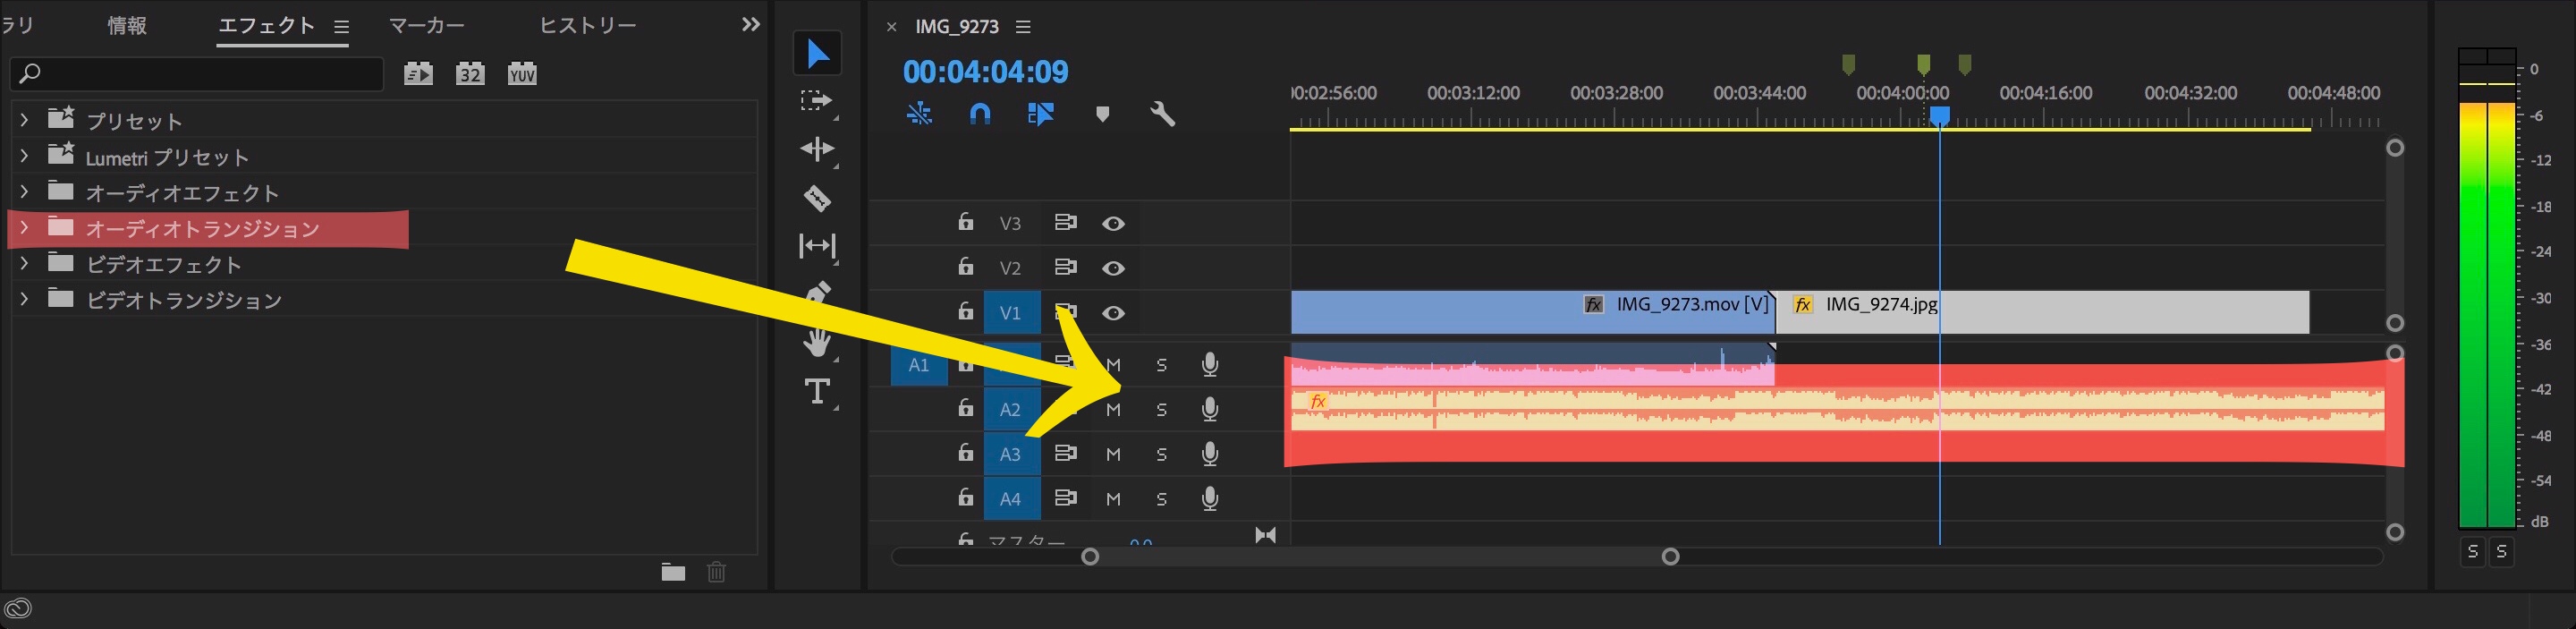 ラリ 情報 エフェクト マーカー ヒストリー
32 YUV
プリセット
Lumetri プリセット
オーディオエフェクト
オーディオトランジション
ビデオエフェクト
ビデオトランジション
T
IMG_9273
00:04:04:09
00:02:56:00 00:03:12:00 00:03:28:00 00:03:44:00 00:04:00:00 00:04:16:00 00:04:32:00 00:04:48:00
V3
V2
V1 fx IMG_9273.mov [V] fx IMG_9274.jpg
A1 M S
A2 M S fx
A3 M S
A4 M S
マスター 0.0
0
-6
-12
-18
-24
-30
-36
-42
-48
-54
dB
S S